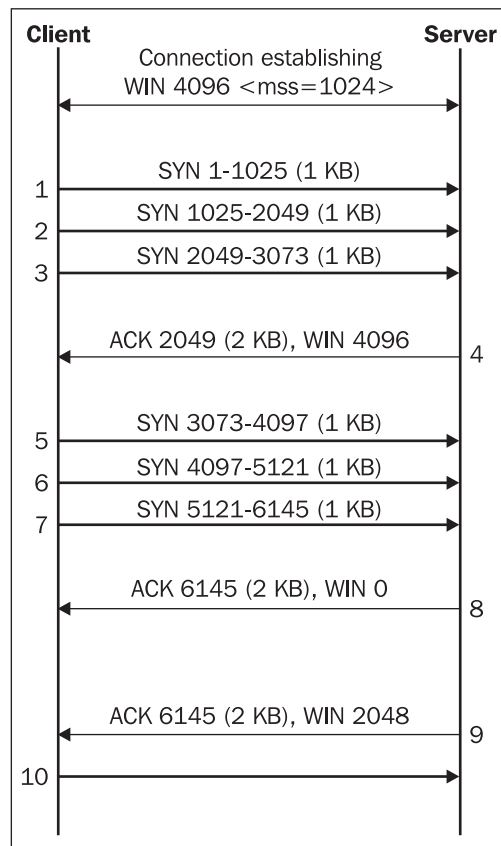 Client Server
Connection establishing
WIN 4096 <mss=1024>
1 SYN 1-1025 (1 KB)
2 SYN 1025-2049 (1 KB)
3 SYN 2049-3073 (1 KB)
ACK 2049 (2 KB), WIN 4096 4
5 SYN 3073-4097 (1 KB)
6 SYN 4097-5121 (1 KB)
7 SYN 5121-6145 (1 KB)
ACK 6145 (2 KB), WIN 0 8
ACK 6145 (2 KB), WIN 2048 9
10